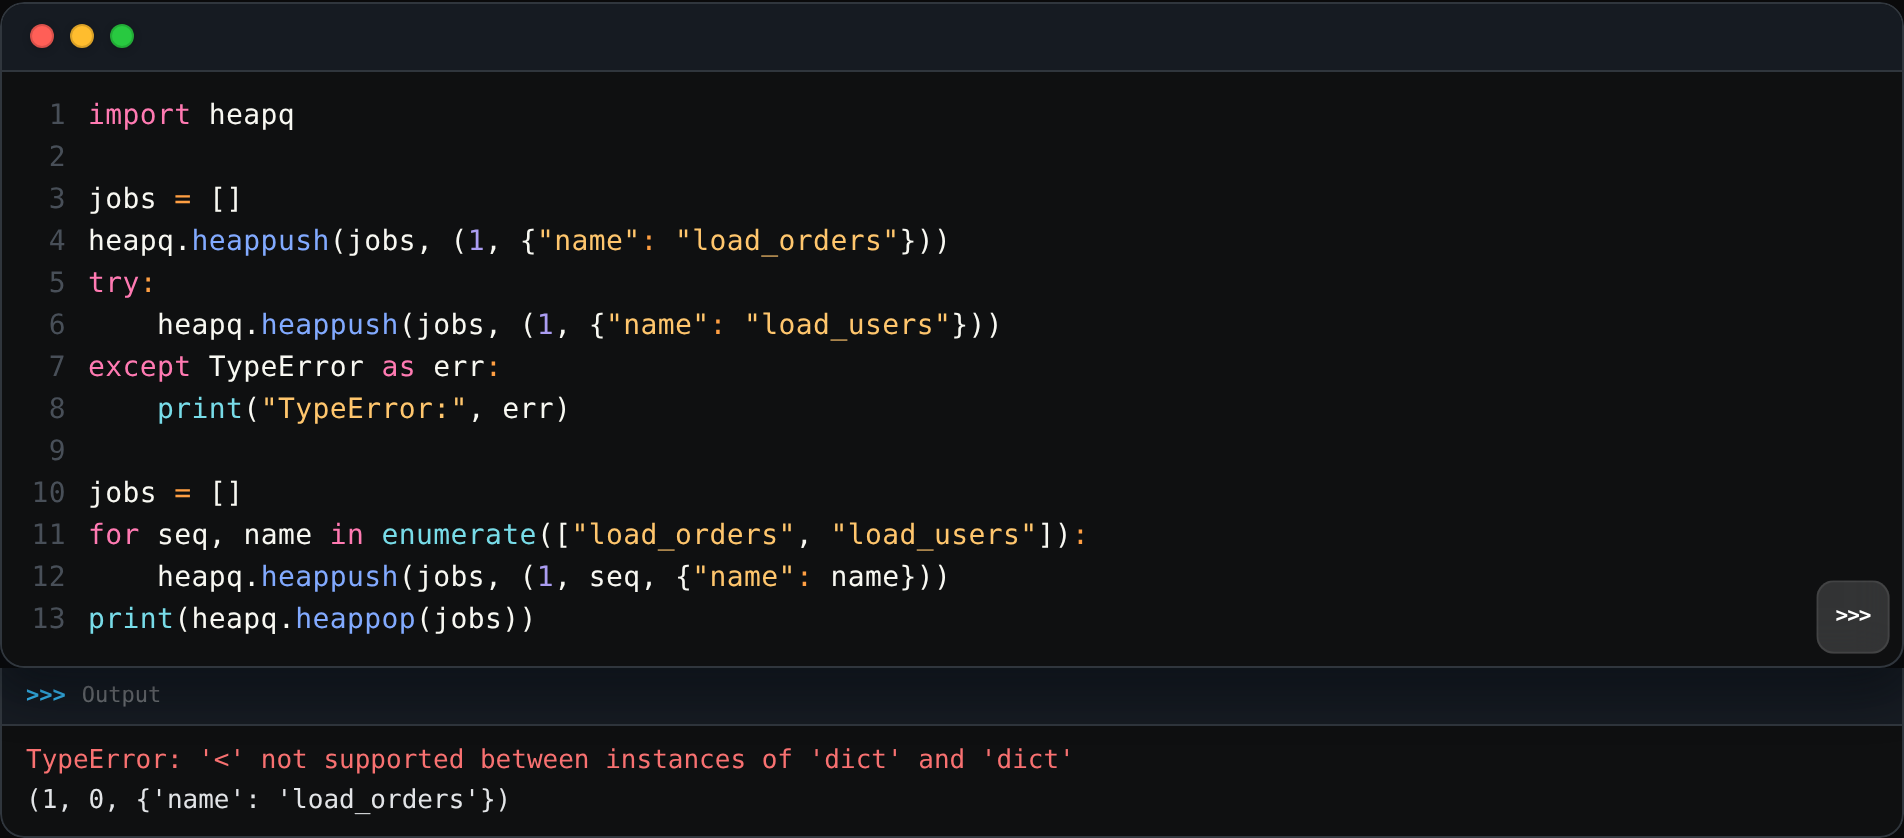 1 import heapq
2
3 jobs = []
4 heapq.heappush(jobs, (1, {"name": "load_orders"}))
5 try:
6     heapq.heappush(jobs, (1, {"name": "load_users"}))
7 except TypeError as err:
8     print("TypeError:", err)
9
10 jobs = []
11 for seq, name in enumerate(["load_orders", "load_users"]):
12     heapq.heappush(jobs, (1, seq, {"name": name}))
13 print(heapq.heappop(jobs))
>>>
>>> Output
TypeError: '<' not supported between instances of 'dict' and 'dict'
(1, 0, {'name': 'load_orders'})